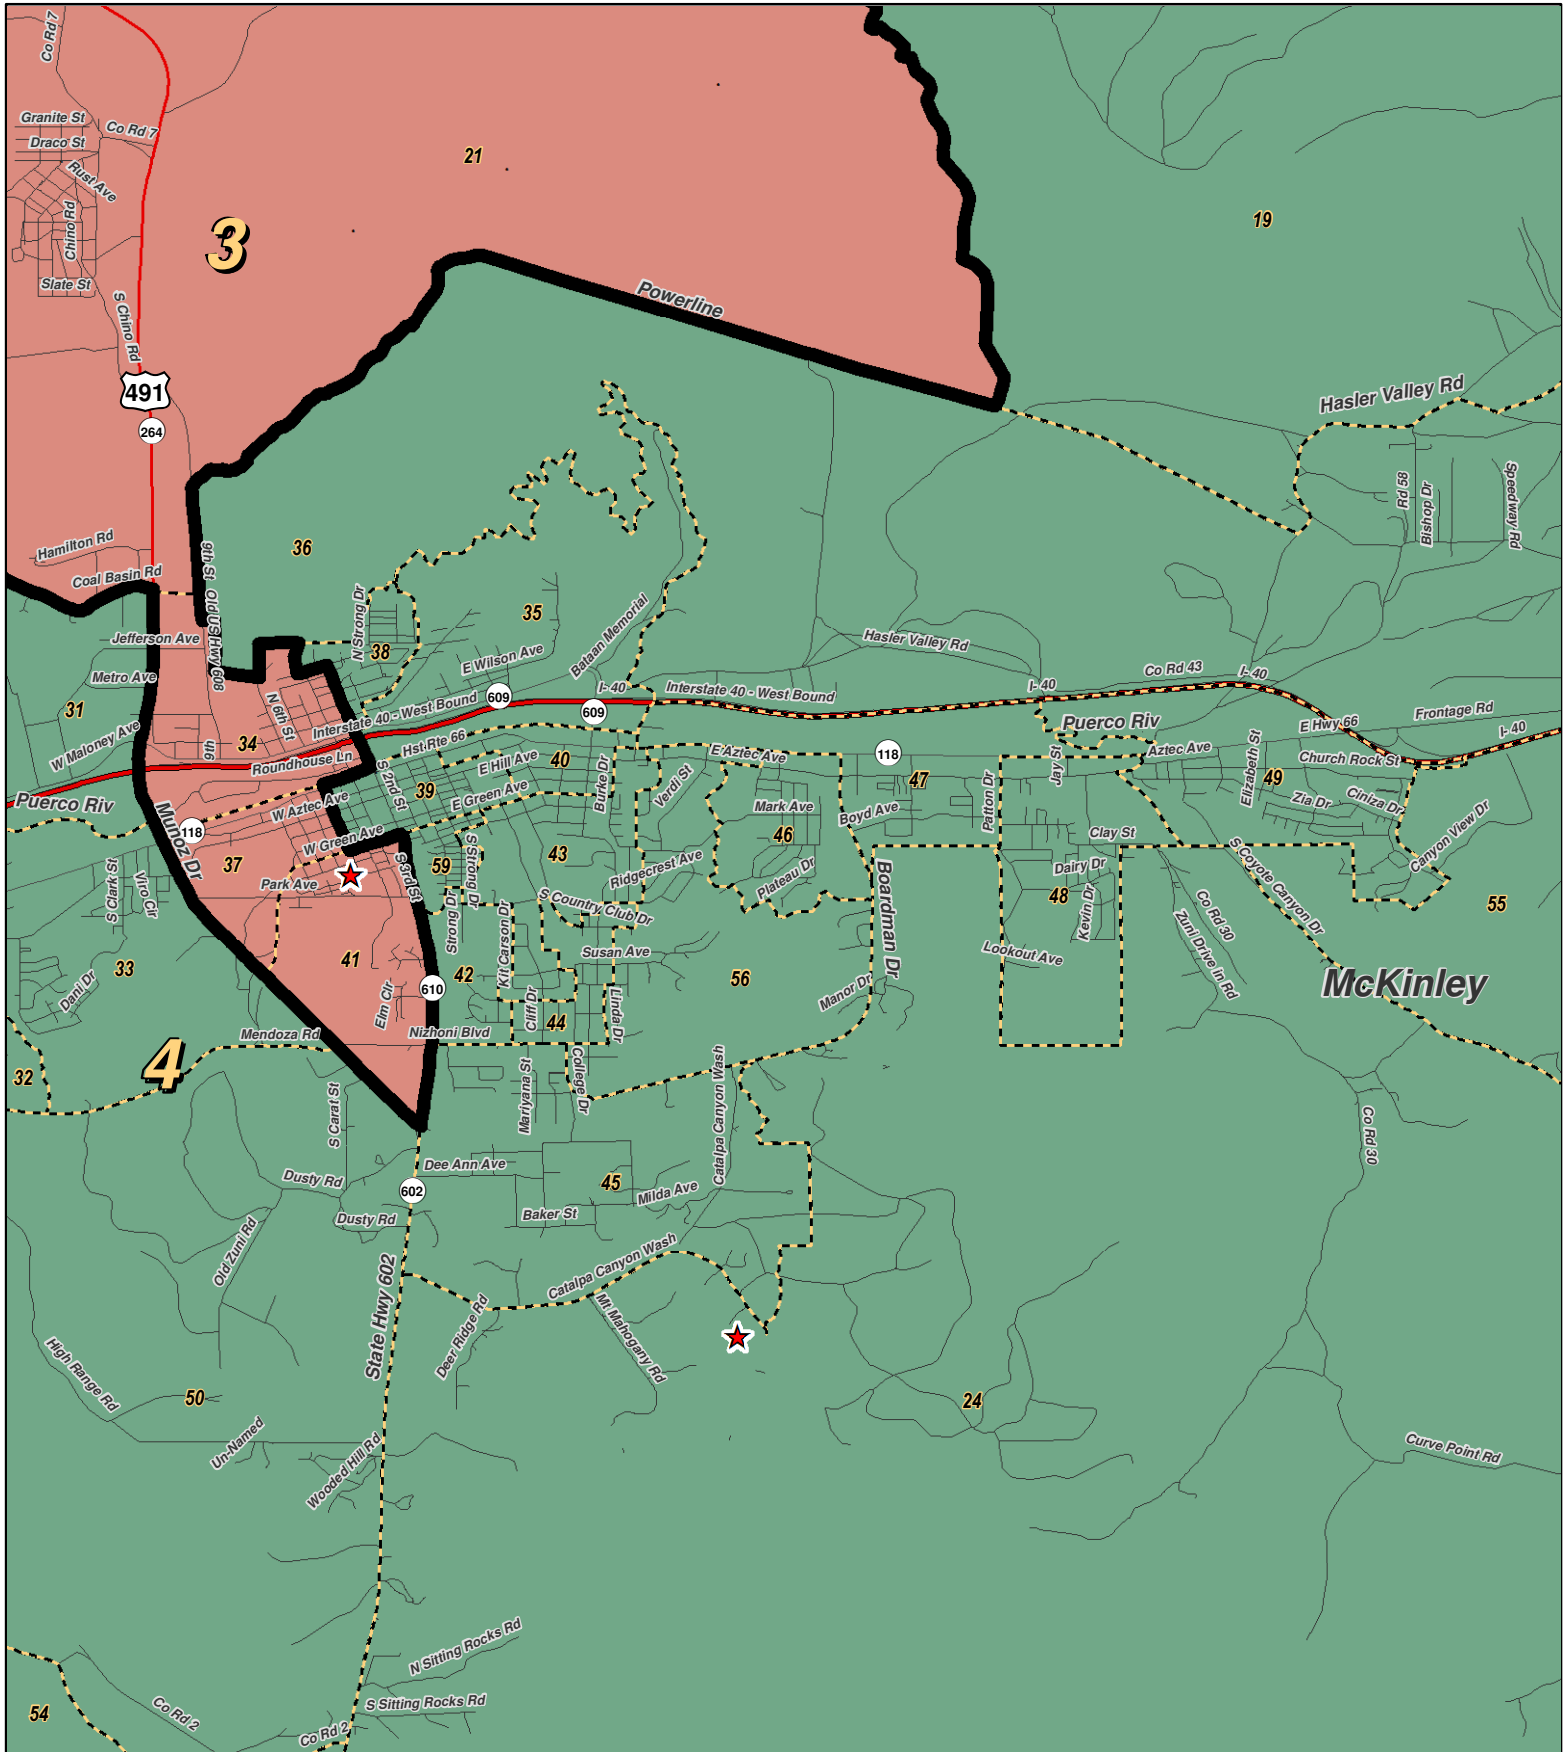 Co Rd 7
Granite St
Co Rd 7
Draco St
21
Rust Ave
19
Chino Rd
3
Slate St
Powerline
S Chino Rd
491
Hasler Valley Rd
264
Rd 58
Bishop Dr
Speedway Rd
Hamilton Rd
36
9th St
Coal Basin Rd
Old US Hwy 608
N Strong Dr
35
Bataan Memorial
Jefferson Ave
38
E Wilson Ave
Hasler Valley Rd
Metro Ave
Co Rd 43
I- 40
I- 40
I- 40
Interstate 40 - West Bound
609
31
N 6th St
Interstate 40 - West Bound
609
Puerco Riv
E Hwy 66
Frontage Rd
I- 40
W Maloney Ave
9th
34
Hst Rte 66
E Aztec Ave
118
Aztec Ave
Roundhouse Ln
40
E Hill Ave
Jay St
Elizabeth St
Church Rock St
S 2nd St
39
Burke Dr
Verdi St
47
Patton Dr
49
Puerco Riv
W Aztec Ave
E Green Ave
Mark Ave
Boyd Ave
Zia Dr
Ciniza Dr
Munoz Dr
118
W Green Ave
46
Clay St
Canyon View Dr
37
S 3rd St
59
S Strong Dr
43
Ridgecrest Ave
Plateau Dr
Boardman Dr
Dairy Dr
S Coyote Canyon Dr
S Clark St
Viro Cir
Park Ave
S Country Club Dr
48
Kevin Dr
Co Rd 30
55
Strong Dr
Kit Carson Dr
Zuni Drive In Rd
33
41
42
Susan Ave
56
Lookout Ave
McKinley
Dani Dr
610
Elm Cir
Cliff Dr
Linda Dr
Manor Dr
Mendoza Rd
Nizhoni Blvd
44
4
32
S Carat St
Mariyana St
College Dr
Catalpa Canyon Wash
Co Rd 30
Dusty Rd
Dee Ann Ave
602
45
Milda Ave
Dusty Rd
Baker St
Old Zuni Rd
State Hwy 602
Catalpa Canyon Wash
Deer Ridge Rd
Mt Mahogany Rd
High Range Rd
50
24
Un-Named
Wooded Hill Rd
Curve Point Rd
N Sitting Rocks Rd
54
Co Rd 2
S Sitting Rocks Rd
Co Rd 2